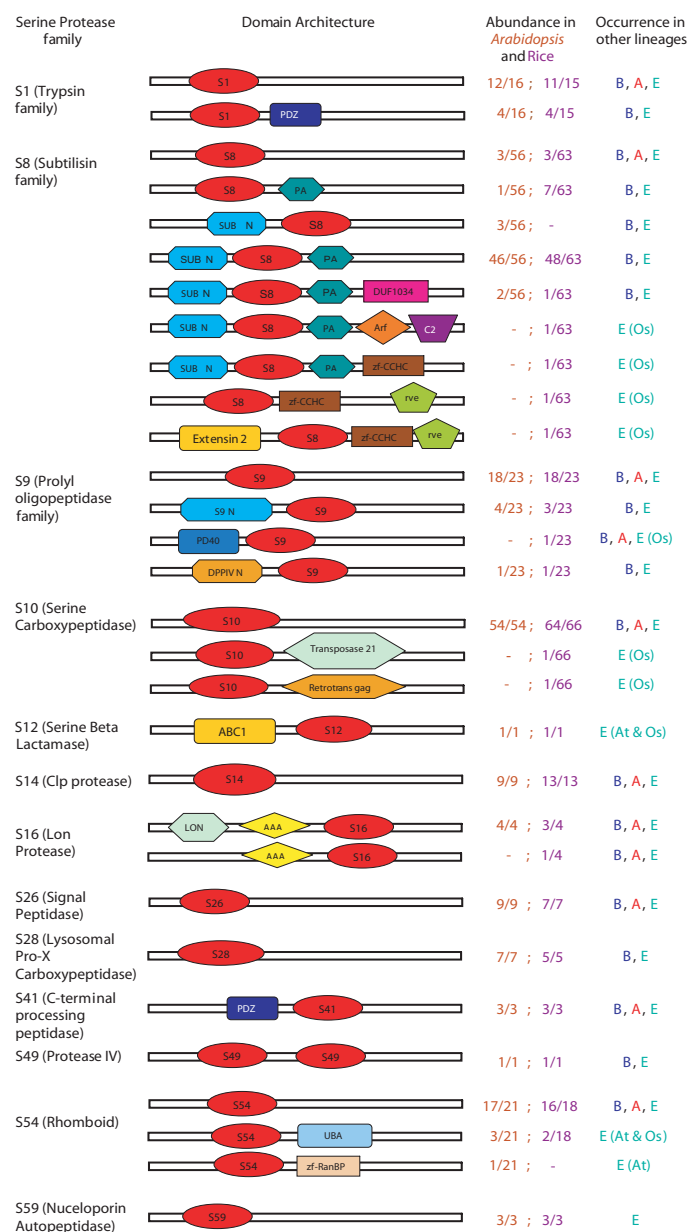 Serine Protease family
Domain Architecture
Abundance in Arabidopsis and Rice
Occurrence in other lineages
S1 (Trypsin family)
S1
12/16 ; 11/15
B, A, E
S1 PDZ
4/16 ; 4/15
B, E
S8 (Subtilisin family)
S8
3/56 ; 3/63
B, A, E
S8 PA
1/56 ; 7/63
B, E
SUB N S8
3/56 ; -
B, E
SUB N S8 PA
46/56 ; 48/63
B, E
SUB N S8 PA DUF1034
2/56 ; 1/63
B, E
SUB N S8 PA Arf C2
- ; 1/63
E (Os)
SUB N S8 PA zf-CCHC
- ; 1/63
E (Os)
S8 zf-CCHC rve
- ; 1/63
E (Os)
Extensin 2 S8 zf-CCHC rve
- ; 1/63
E (Os)
S9 (Prolyl oligopeptidase family)
S9
18/23 ; 18/23
B, A, E
S9 N S9
4/23 ; 3/23
B, E
PD40 S9
- ; 1/23
B, A, E (Os)
DPPIV N S9
1/23 ; 1/23
B, E
S10 (Serine Carboxypeptidase)
S10
54/54 ; 64/66
B, A, E
S10 Transposase 21
- ; 1/66
E (Os)
S10 Retrotrans gag
- ; 1/66
E (Os)
S12 (Serine Beta Lactamase)
ABC1 S12
1/1 ; 1/1
E (At & Os)
S14 (Clp protease)
S14
9/9 ; 13/13
B, A, E
S16 (Lon Protease)
LON AAA S16
4/4 ; 3/4
B, A, E
AAA S16
- ; 1/4
B, A, E
S26 (Signal Peptidase)
S26
9/9 ; 7/7
B, A, E
S28 (Lysosomal Pro-X Carboxypeptidase)
S28
7/7 ; 5/5
B, E
S41 (C-terminal processing peptidase)
PDZ S41
3/3 ; 3/3
B, A, E
S49 (Protease IV)
S49 S49
1/1 ; 1/1
B, E
S54 (Rhomboid)
S54
17/21 ; 16/18
B, A, E
S54 UBA
3/21 ; 2/18
E (At & Os)
S54 zf-RanBP
1/21 ; -
E (At)
S59 (Nuceloporin Autopeptidase)
S59
3/3 ; 3/3
E